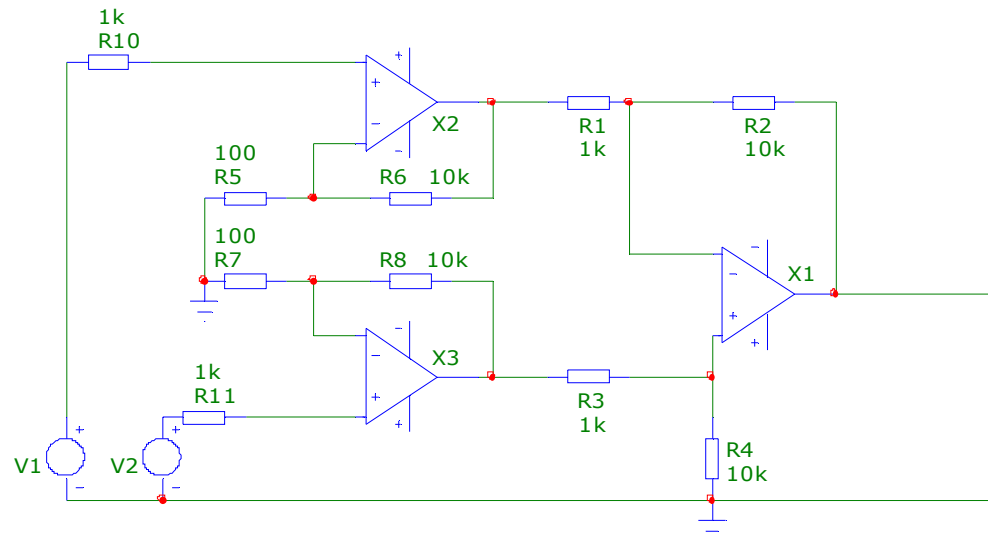 1k
R10
+
+
−
X2
−
100
R5
R6 10k
R1
1k
R2
10k
100
R7
R8 10k
−
−
X1
+
+
−
−
X3
+
+
1k
R11
R3
1k
+
V1
−
+
V2
−
R4
10k